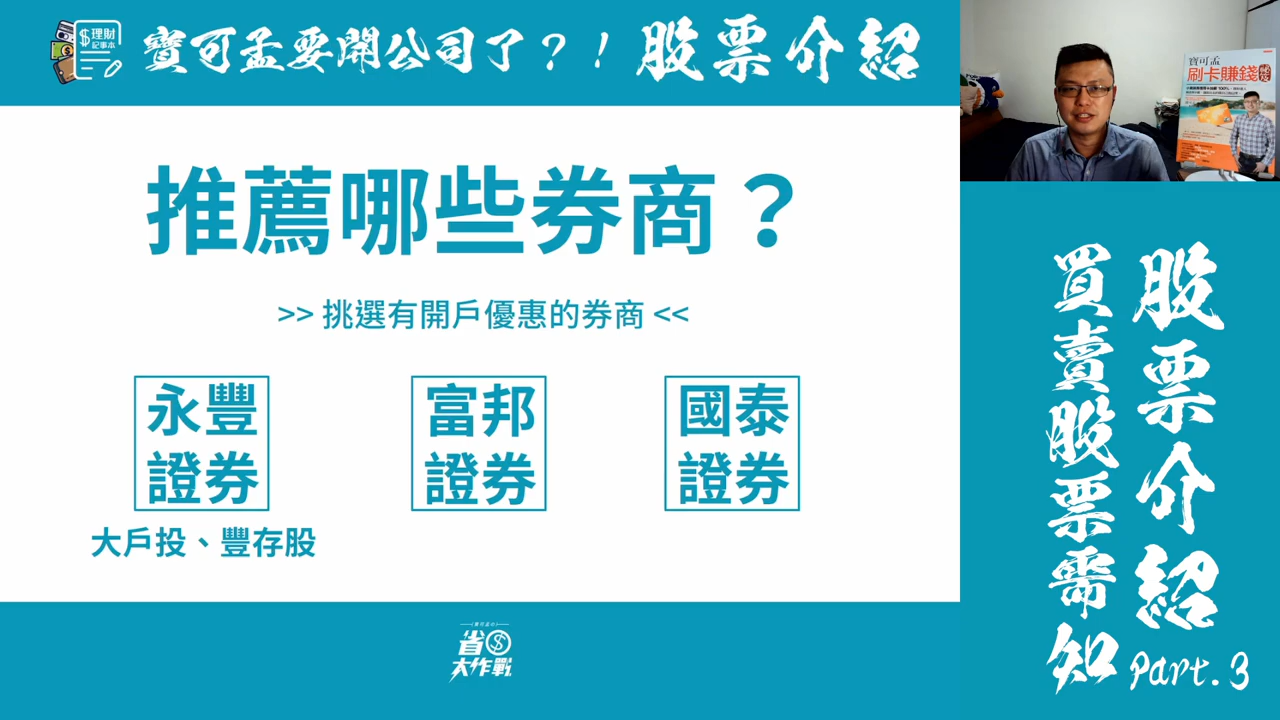 理財
記事本
寶可孟要開公司了?!股票介紹
推薦哪些券商？
>> 挑選有開戶優惠的券商 <<
永豐
證券
富邦
證券
國泰
證券
大戶投、豐存股
省
大作戰
寶可孟
刷卡賺錢
股票介紹
買賣股票需知
Part.3